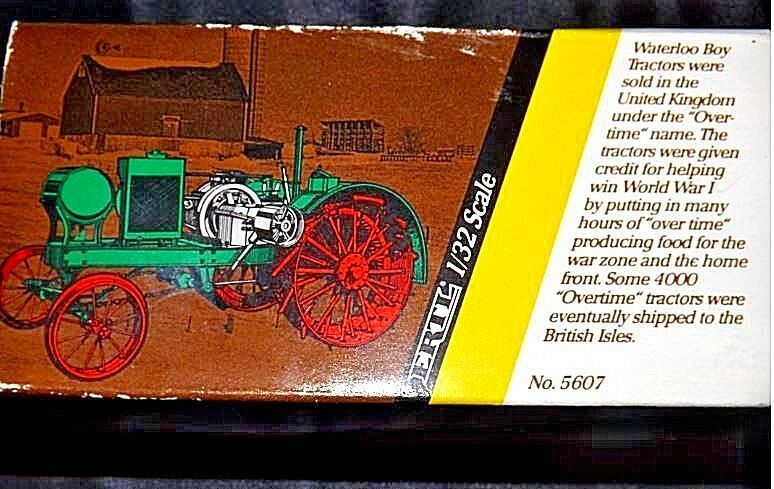 Waterloo Boy
Tractors were
sold in the
United Kingdom
under the "Over-
time" name. The
tractors were given
credit for helping
win World War I
by putting in many
hours of "over time"
producing food for the
war zone and the home
front. Some 4000
"Overtime" tractors were
eventually shipped to the
British Isles.
No. 5607
ERTL 1/32 Scale